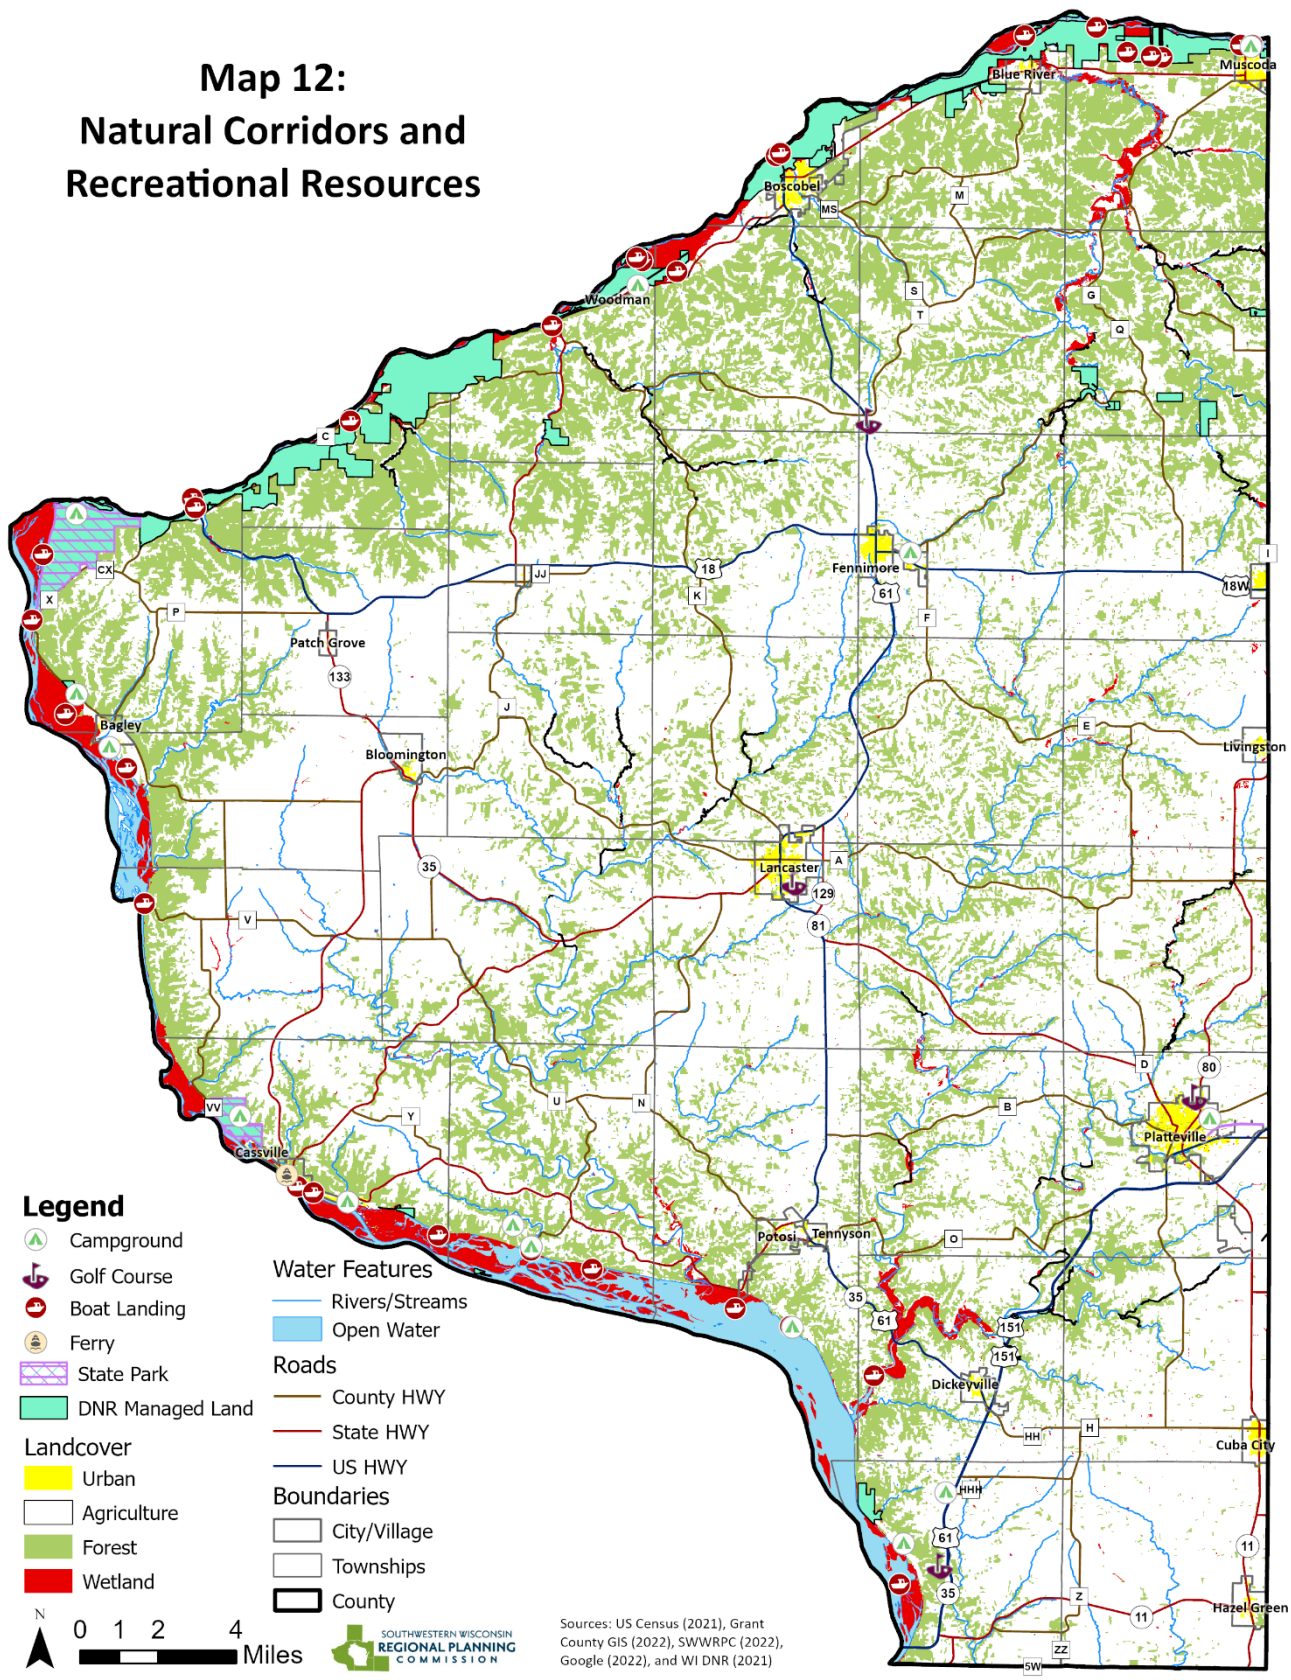 Map 12:
Natural Corridors and
Recreational Resources
Blue River
Muscoda
Boscobel
MS
M
Woodman
S
T
G
Q
C
CX
X
P
JJ
18
K
Fennimore
61
F
18W
I
Patch Grove
133
J
Bagley
Bloomington
E
Livingston
35
Lancaster
A
129
81
V
D
80
VV
Y
U
N
B
Platteville
Cassville
Potosi
Tennyson
O
35
61
151
151
Dickeyville
HH
H
Cuba City
HHH
61
11
35
Z
11
Hazel Green
ZZ
5W
Legend
Campground
Golf Course
Boat Landing
Ferry
State Park
DNR Managed Land
Landcover
Urban
Agriculture
Forest
Wetland
Water Features
Rivers/Streams
Open Water
Roads
County HWY
State HWY
US HWY
Boundaries
City/Village
Townships
County
N
0 1 2 4
Miles
SOUTHWESTERN WISCONSIN
REGIONAL PLANNING
COMMISSION
Sources: US Census (2021), Grant
County GIS (2022), SWWRPC (2022),
Google (2022), and WI DNR (2021)